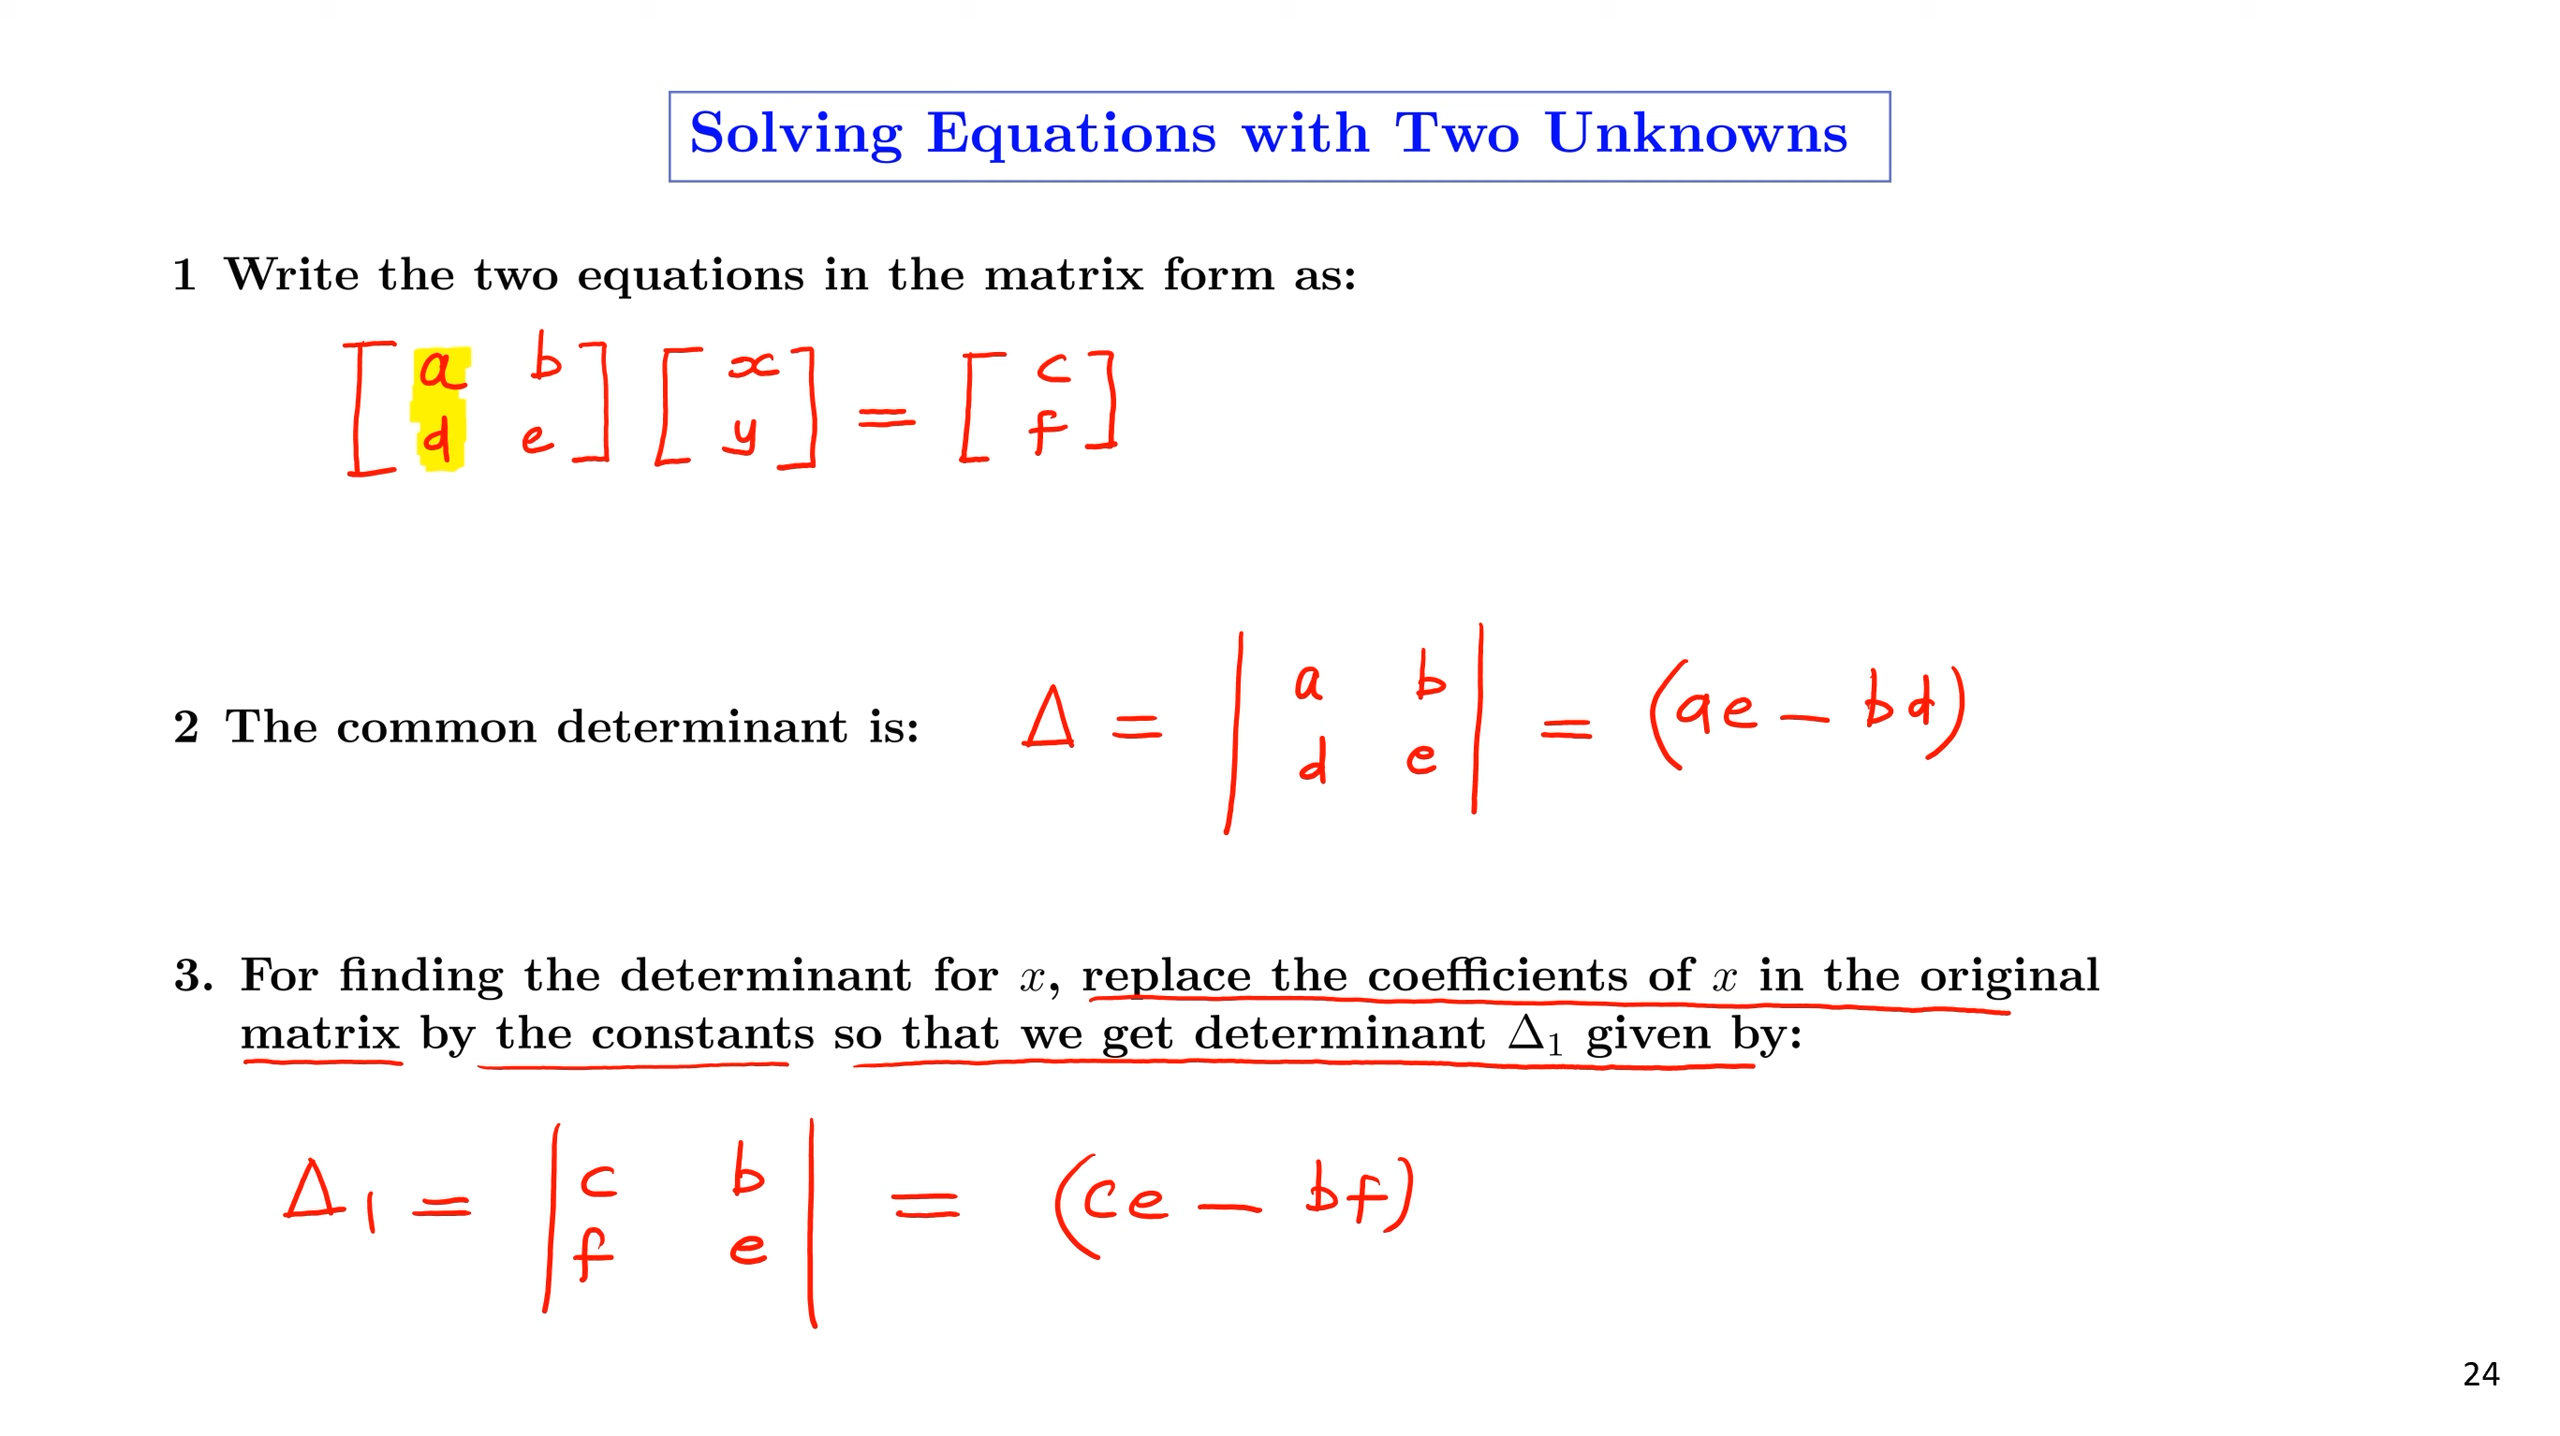 Solving Equations with Two Unknowns
1 Write the two equations in the matrix form as:
[a b] [x] = [c]
[d e] [y] [f]
2 The common determinant is: Δ = | a b | = (ae − bd)
| d e |
3. For finding the determinant for x, replace the coefficients of x in the original
matrix by the constants so that we get determinant Δ₁ given by:
Δ₁ = | c b | = (ce − bf)
| f e |
24